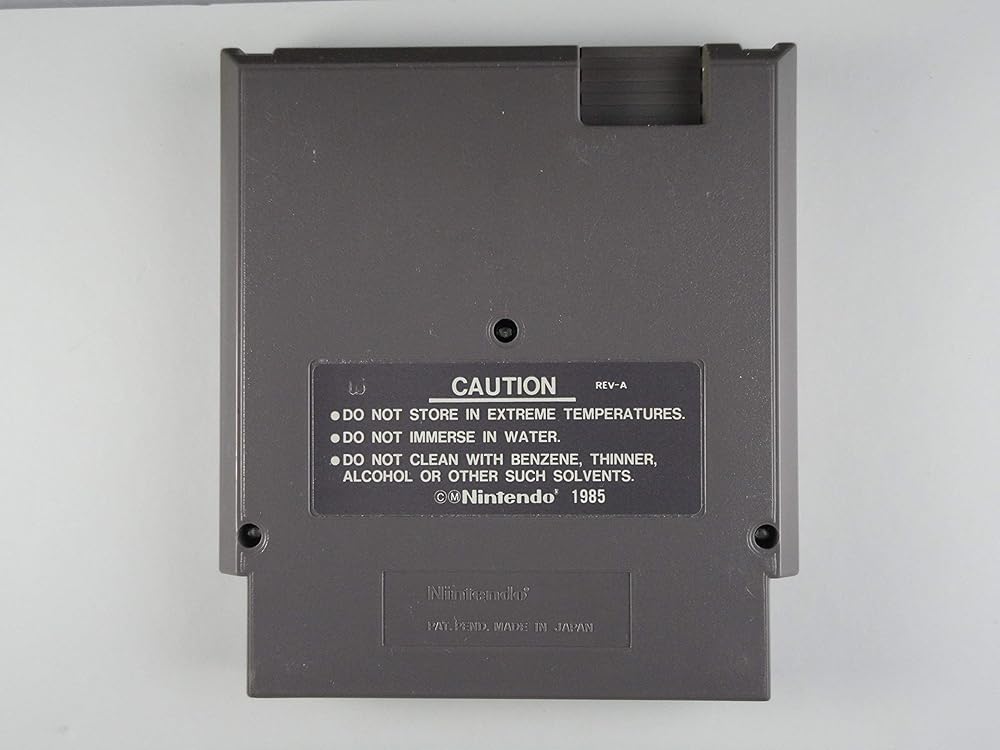 CAUTION REV-A
●DO NOT STORE IN EXTREME TEMPERATURES.
●DO NOT IMMERSE IN WATER.
●DO NOT CLEAN WITH BENZENE, THINNER,
ALCOHOL OR OTHER SUCH SOLVENTS.
©Ⓜ Nintendo® 1985
Nintendo®
PAT. PEND. MADE IN JAPAN